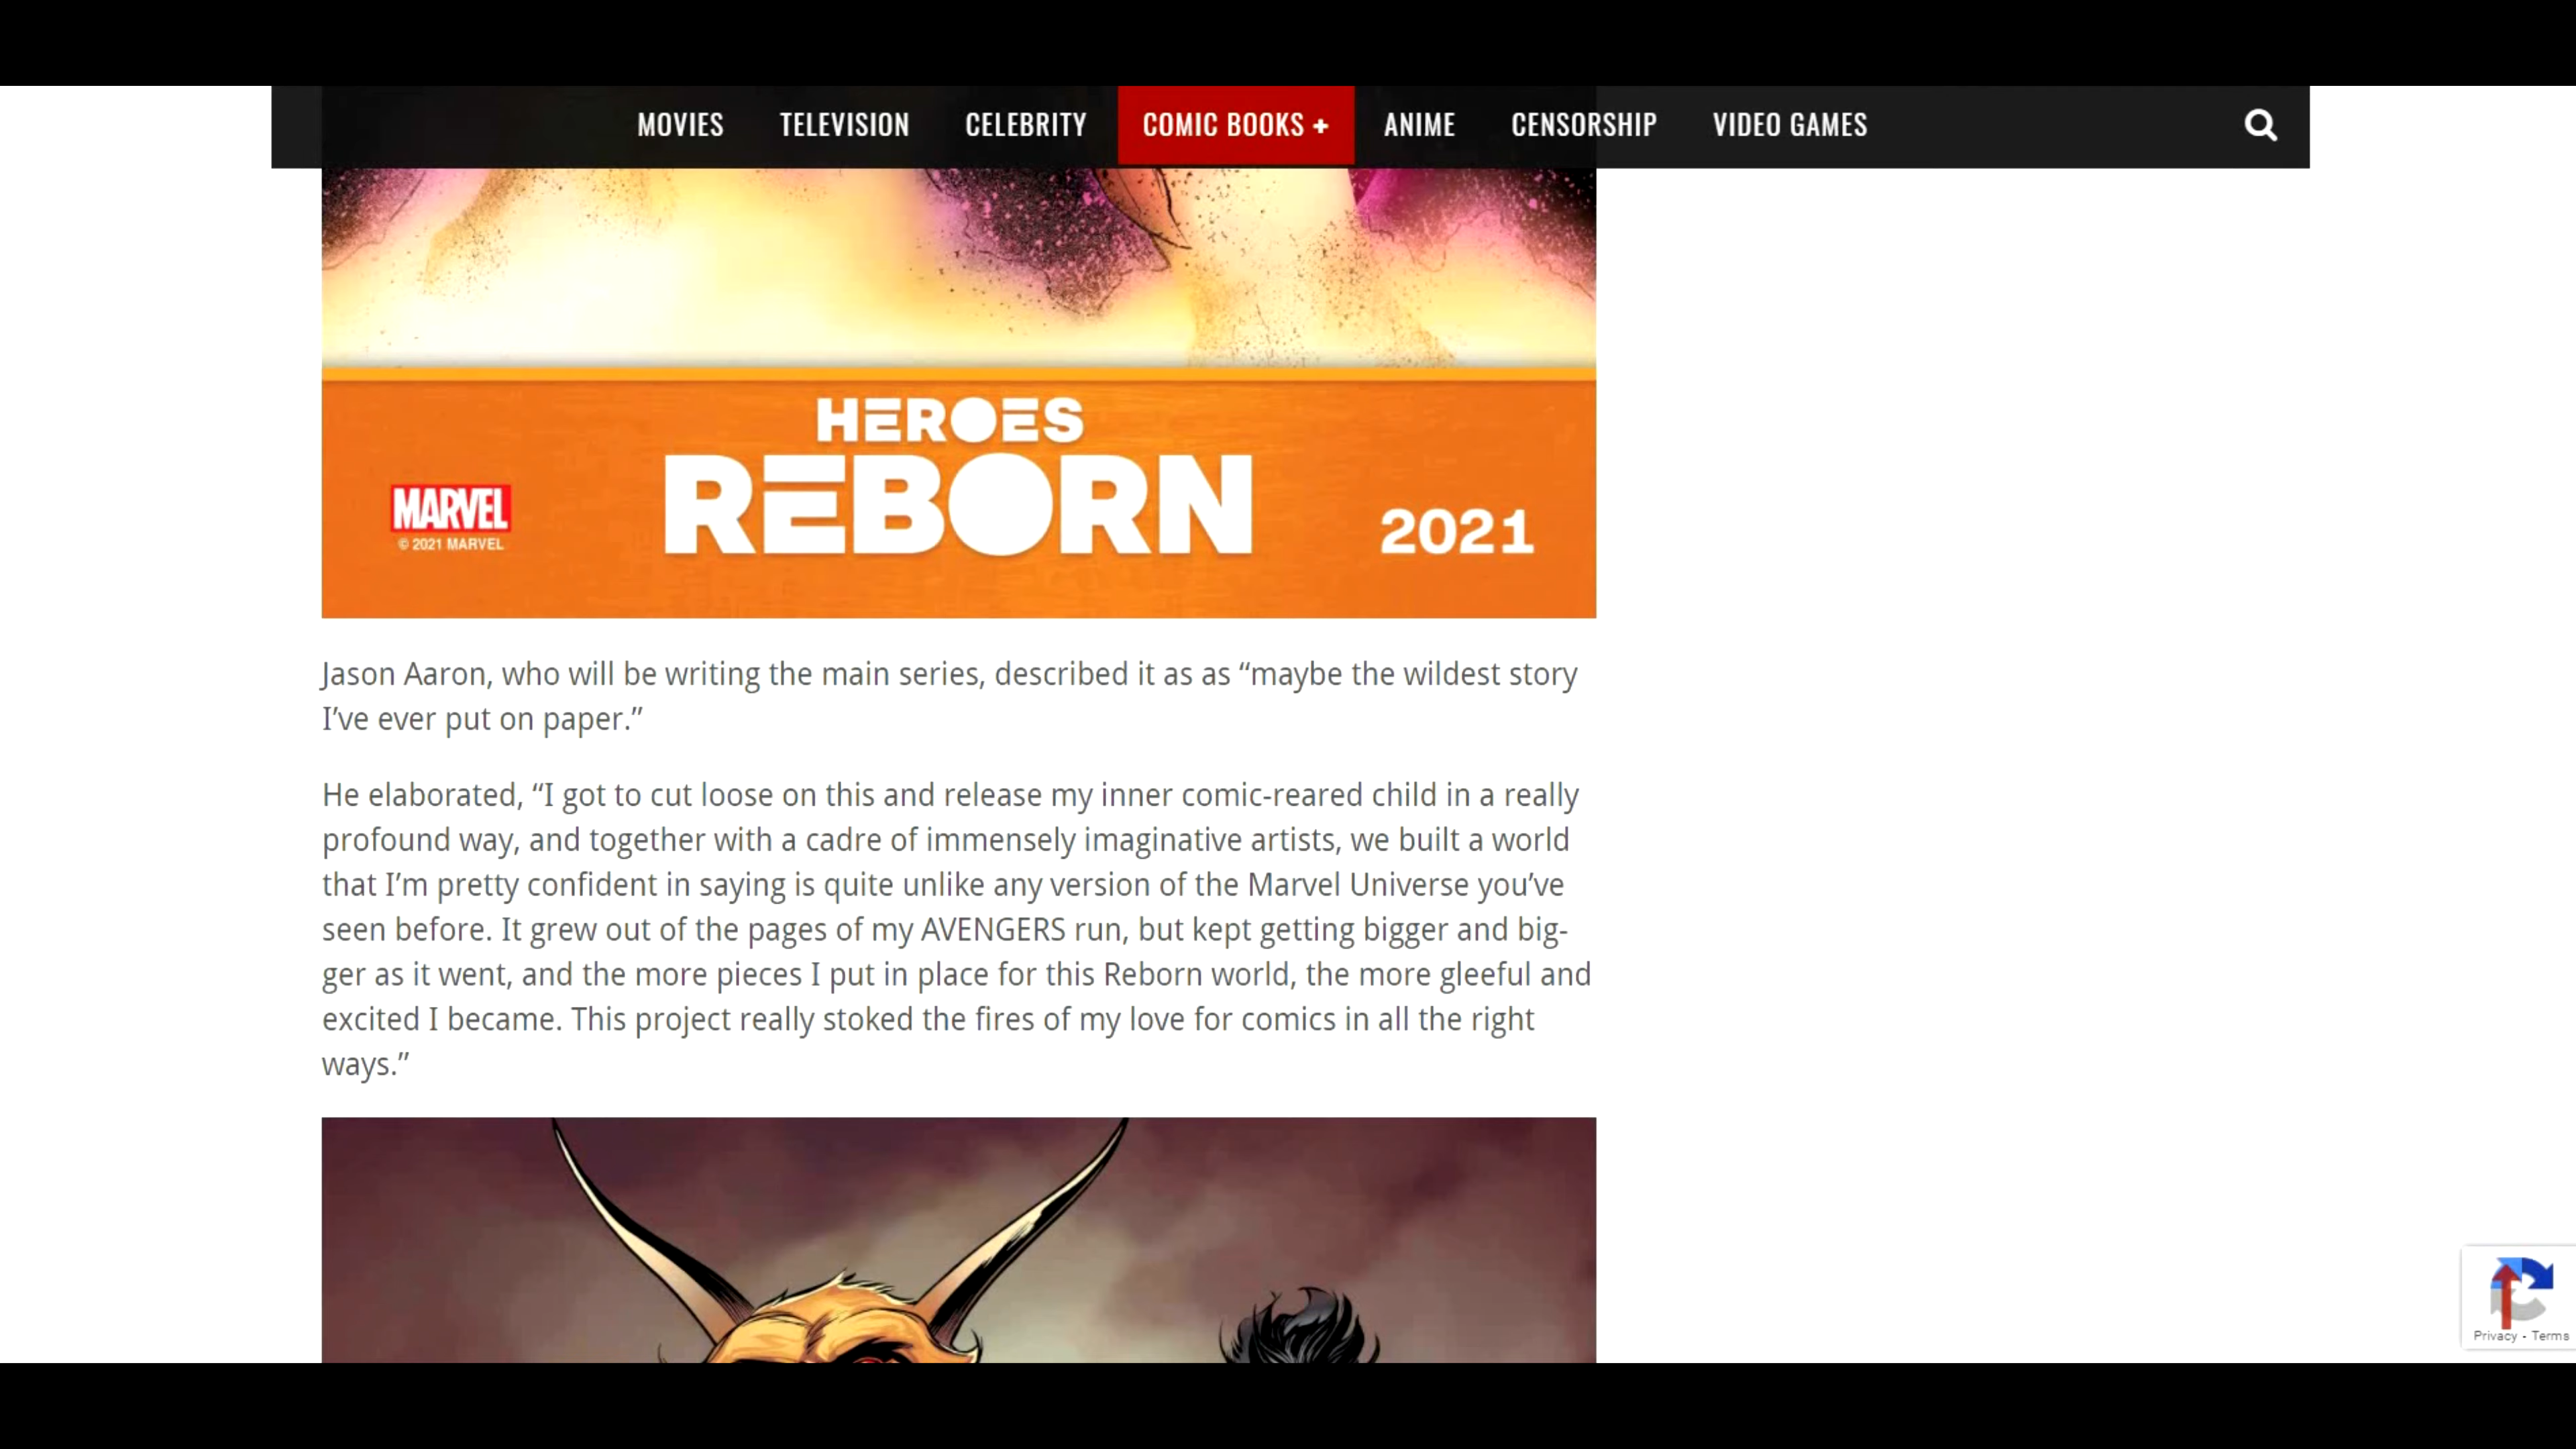 MOVIES TELEVISION CELEBRITY COMIC BOOKS + ANIME CENSORSHIP VIDEO GAMES
HEROES
REBORN
MARVEL
© 2021 MARVEL
2021
Jason Aaron, who will be writing the main series, described it as as “maybe the wildest story
I’ve ever put on paper.”
He elaborated, “I got to cut loose on this and release my inner comic-reared child in a really
profound way, and together with a cadre of immensely imaginative artists, we built a world
that I’m pretty confident in saying is quite unlike any version of the Marvel Universe you’ve
seen before. It grew out of the pages of my AVENGERS run, but kept getting bigger and big-
ger as it went, and the more pieces I put in place for this Reborn world, the more gleeful and
excited I became. This project really stoked the fires of my love for comics in all the right
ways.”
Privacy - Terms